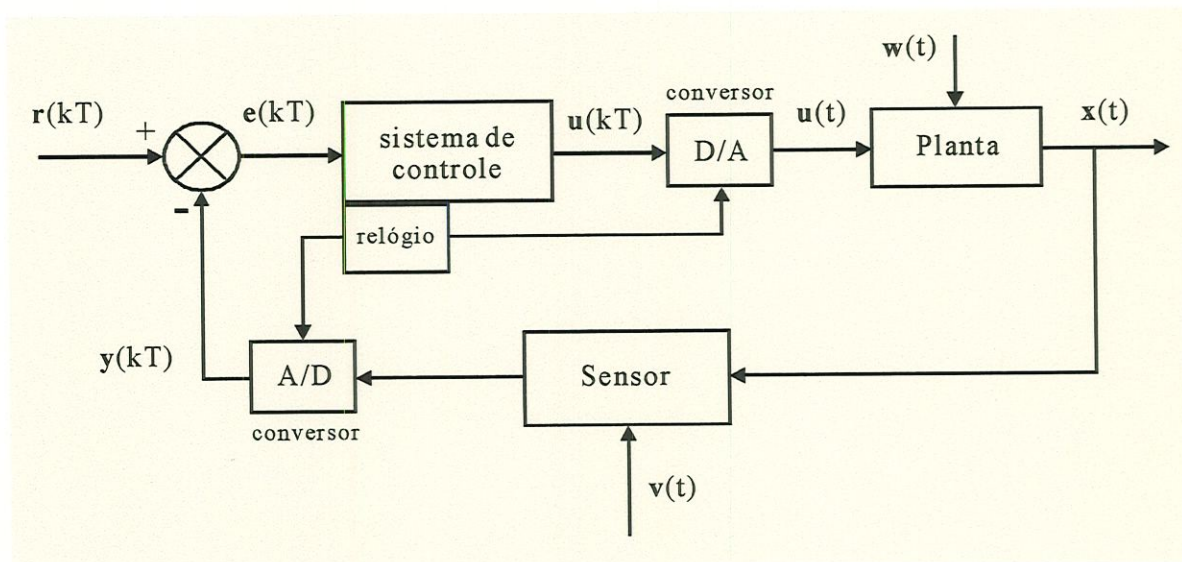 w(t)
conversor
r(kT)
+
e(kT)
sistema de
controle
u(kT)
D/A
u(t)
Planta
x(t)
-
relógio
y(kT)
A/D
conversor
Sensor
v(t)